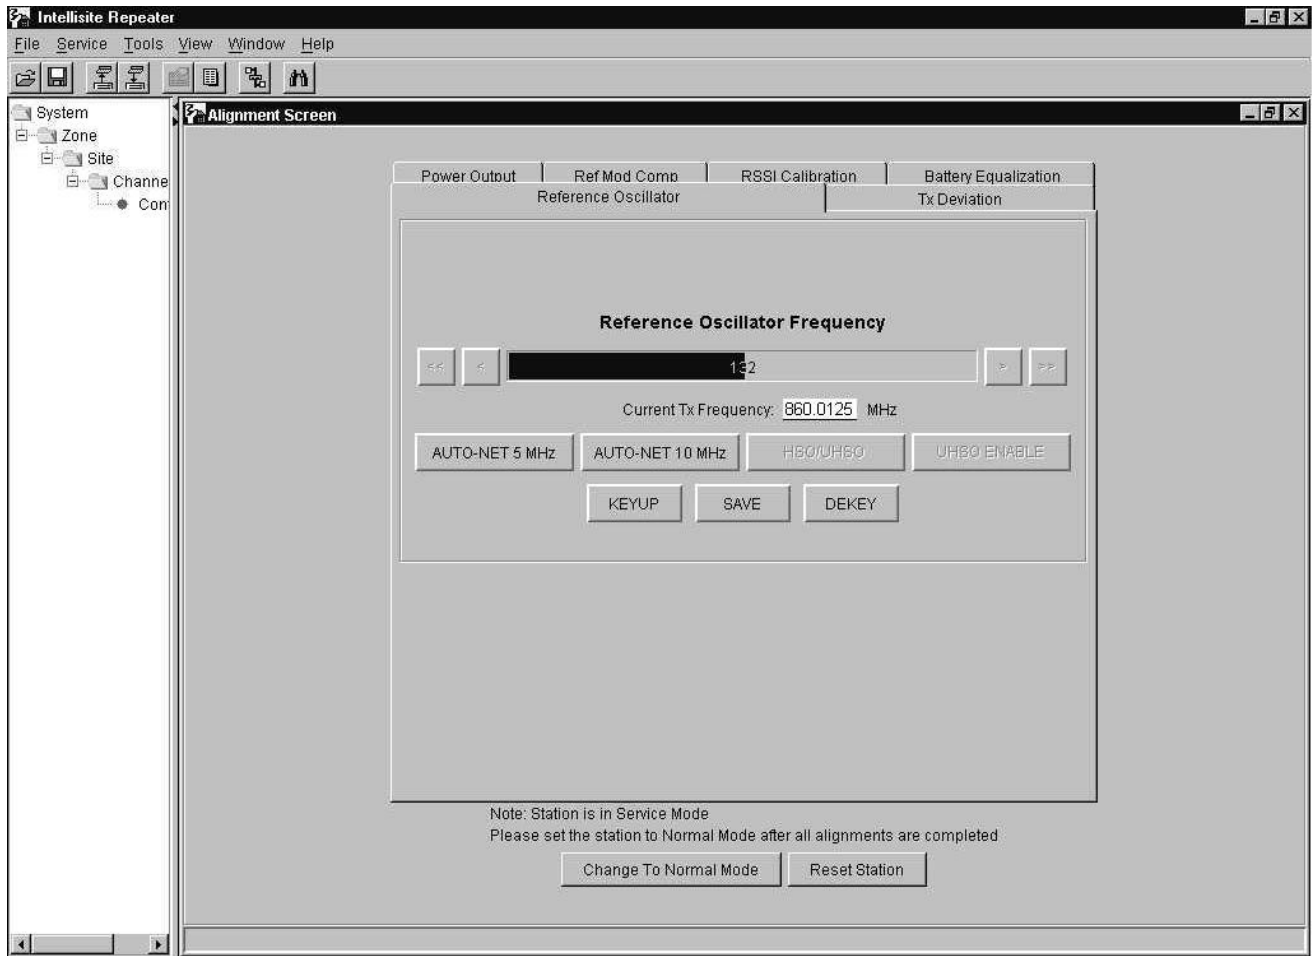 Intellisite Repeater
File Service Tools View Window Help
System
Zone
Site
Channe
Con
Alignment Screen
Power Output Ref Mod Comp RSSI Calibration Battery Equalization
Reference Oscillator Tx Deviation
Reference Oscillator Frequency
<< < 132 > >>
Current Tx Frequency: 860.0125 MHz
AUTO-NET 5 MHz AUTO-NET 10 MHz HSO/UHSO UHSO ENABLE
KEYUP SAVE DEKEY
Note: Station is in Service Mode
Please set the station to Normal Mode after all alignments are completed
Change To Normal Mode Reset Station